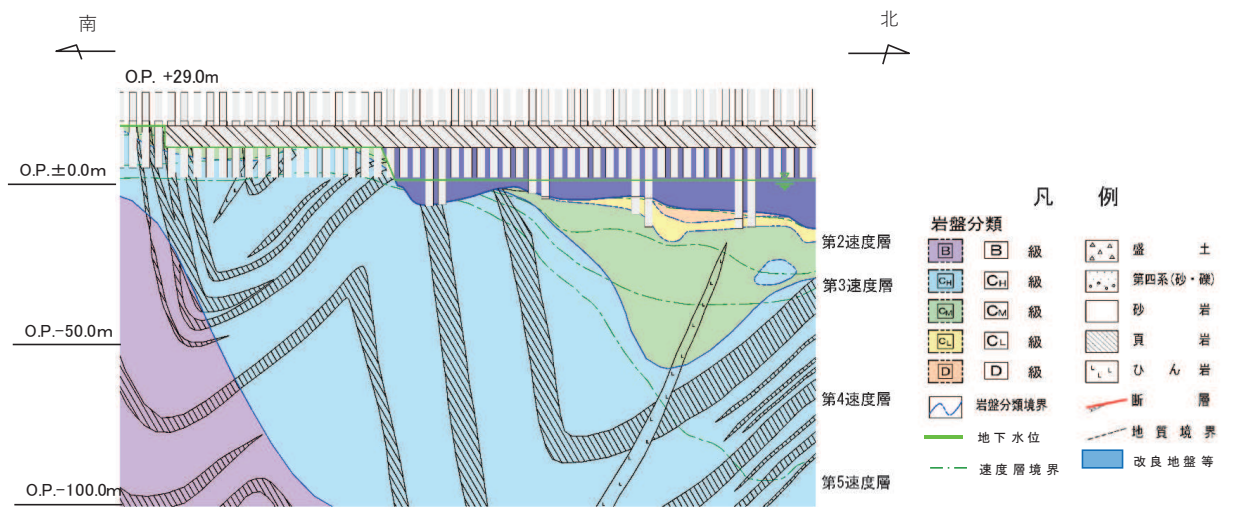 南
北
O.P. +29.0m
O.P.±0.0m
O.P.-50.0m
O.P.-100.0m
第2速度層
第3速度層
第4速度層
第5速度層
凡 例
岩盤分類
B B 級
CH CH 級
CM CM 級
CL CL 級
D D 級
岩盤分類境界
地下水位
速度層境界
盛土
第四系(砂・礫)
砂岩
頁岩
ひん岩
断層
地質境界
改良地盤等